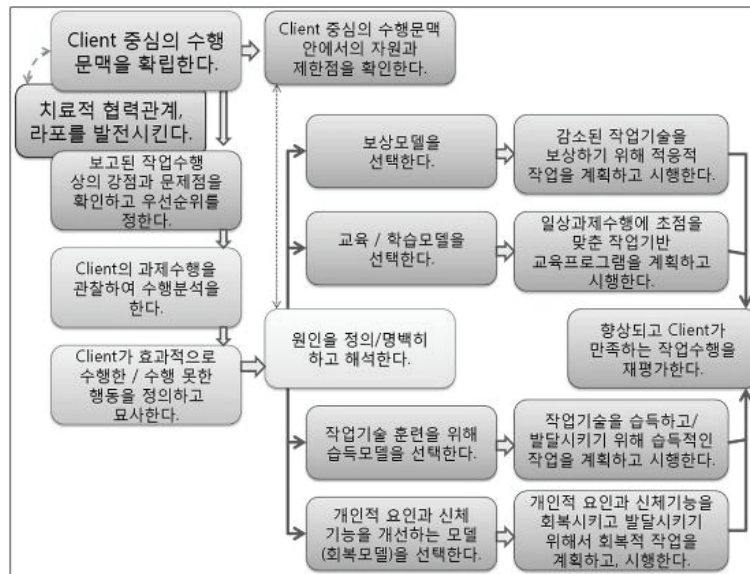 Client 중심의 수행
문맥을 확립한다.
Client 중심의 수행문맥
안에서의 자원과
제한점을 확인한다.
치료적 협력관계,
라포를 발전시킨다.
보고된 작업수행
상의 강점과 문제점을
확인하고 우선순위를
정한다.
Client의 과제수행을
관찰하여 수행분석을
한다.
Client가 효과적으로
수행한 / 수행 못한
행동을 정의하고
묘사한다.
원인을 정의/명백히
하고 해석한다.
보상모델을
선택한다.
감소된 작업기술을
보상하기 위해 적응적
작업을 계획하고 시행한다.
교육 / 학습모델을
선택한다.
일상과제수행에 초점을
맞춘 작업기반
교육프로그램을 계획하고
시행한다.
작업기술 훈련을 위해
습득모델을 선택한다.
작업기술을 습득하고/
발달시키기 위해 습득적인
작업을 계획하고 시행한다.
개인적 요인과 신체
기능을 개선하는 모델
(회복모델)을 선택한다.
개인적 요인과 신체기능을
회복시키고 발달시키기
위해서 회복적 작업을
계획하고, 시행한다.
향상되고 Client가
만족하는 작업수행을
재평가한다.